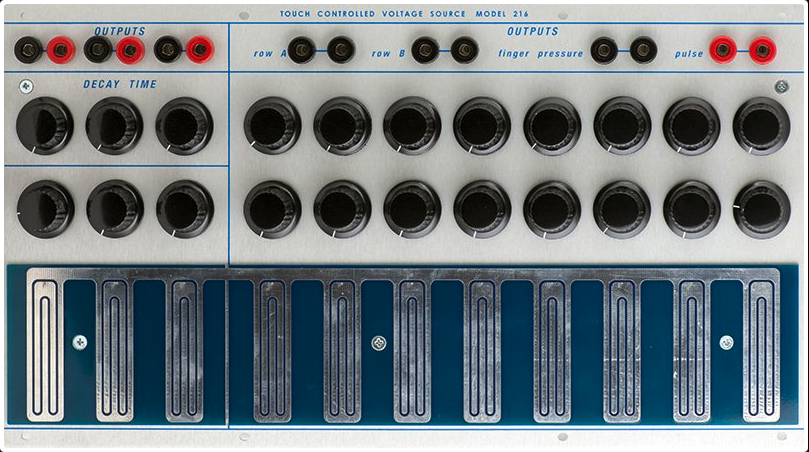 TOUCH CONTROLLED VOLTAGE SOURCE MODEL 216
OUTPUTS
OUTPUTS
row A
row B
finger pressure
pulse
DECAY TIME